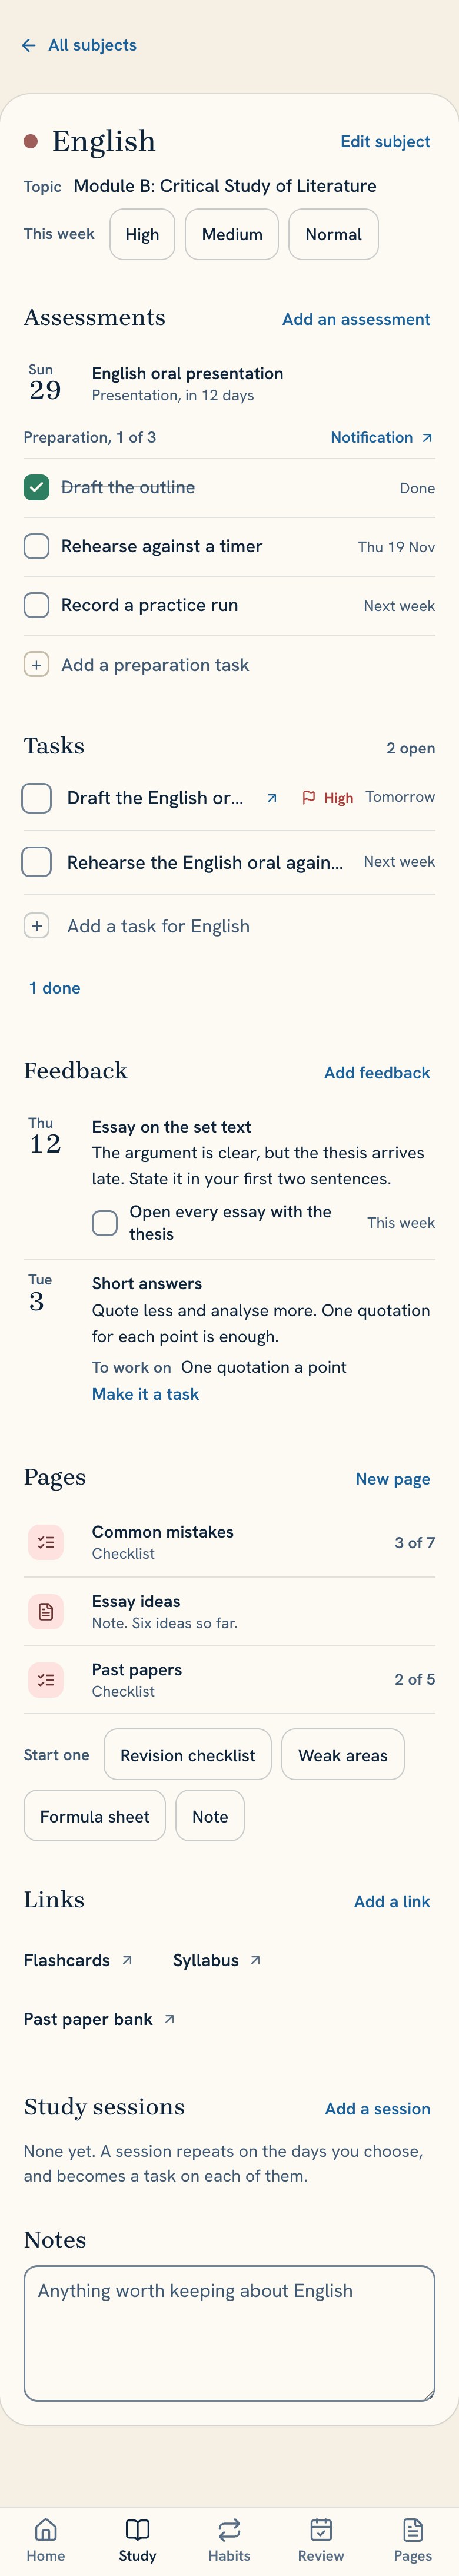 All subjects
English
Edit subject
Topic Module B: Critical Study of Literature
This week High Medium Normal
Assessments
Add an assessment
Sun
29
English oral presentation
Presentation, in 12 days
Preparation, 1 of 3
Notification
Draft the outline
Done
Rehearse against a timer
Thu 19 Nov
Record a practice run
Next week
Add a preparation task
Tasks
2 open
Draft the English or...
High
Tomorrow
Rehearse the English oral again...
Next week
Add a task for English
1 done
Feedback
Add feedback
Thu
12
Essay on the set text
The argument is clear, but the thesis arrives
late. State it in your first two sentences.
Open every essay with the
thesis
This week
Tue
3
Short answers
Quote less and analyse more. One quotation
for each point is enough.
To work on One quotation a point
Make it a task
Pages
New page
Common mistakes
Checklist
3 of 7
Essay ideas
Note. Six ideas so far.
Past papers
Checklist
2 of 5
Start one Revision checklist Weak areas
Formula sheet Note
Links
Add a link
Flashcards
Syllabus
Past paper bank
Study sessions
Add a session
None yet. A session repeats on the days you choose,
and becomes a task on each of them.
Notes
Anything worth keeping about English
Home Study Habits Review Pages